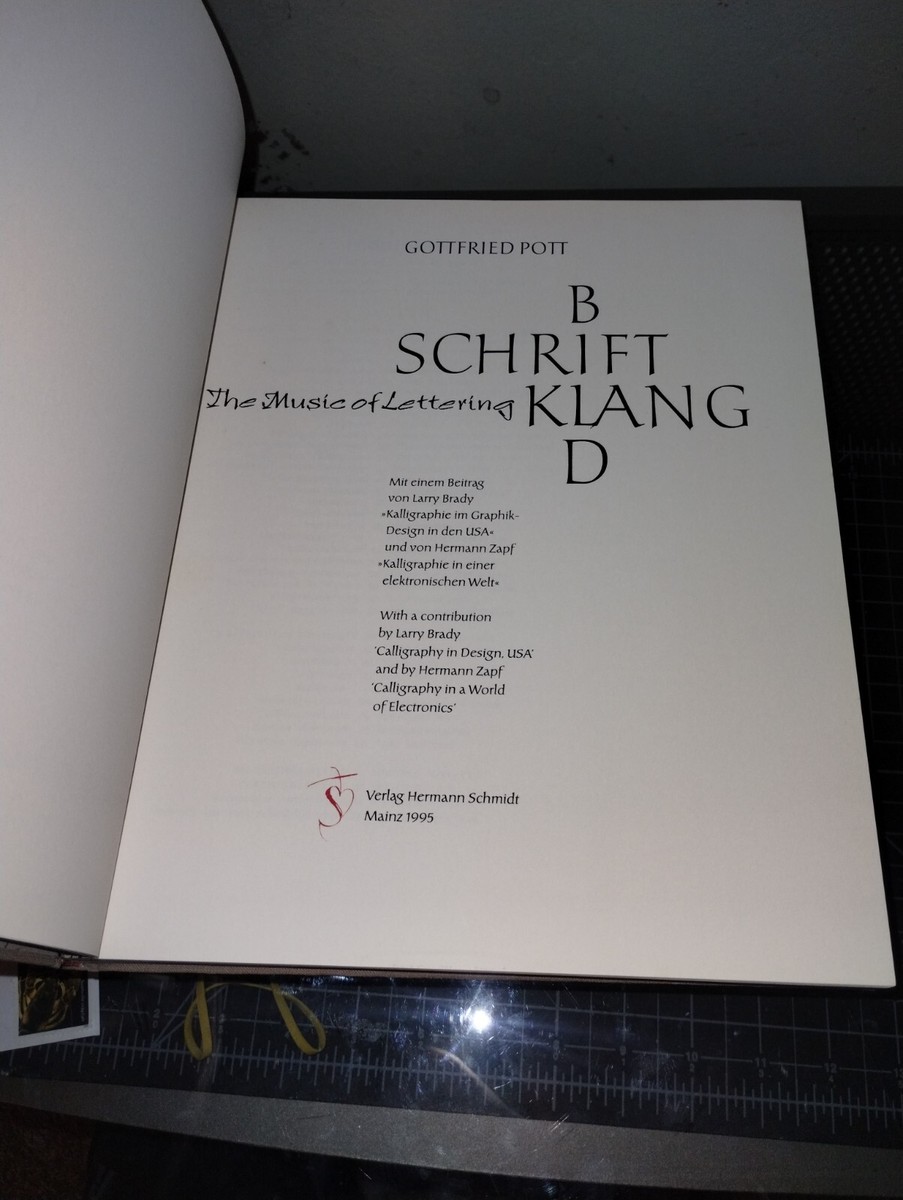 GOTTFRIED POTT
B
SCHRIFT
The Music of Lettering KLANG
D
Mit einem Beitrag
von Larry Brady
»Kalligraphie im Graphik-
Design in den USA«
und von Hermann Zapf
»Kalligraphie in einer
elektronischen Welt«
With a contribution
by Larry Brady
'Calligraphy in Design, USA'
and by Hermann Zapf
'Calligraphy in a World
of Electronics'
Verlag Hermann Schmidt
Mainz 1995